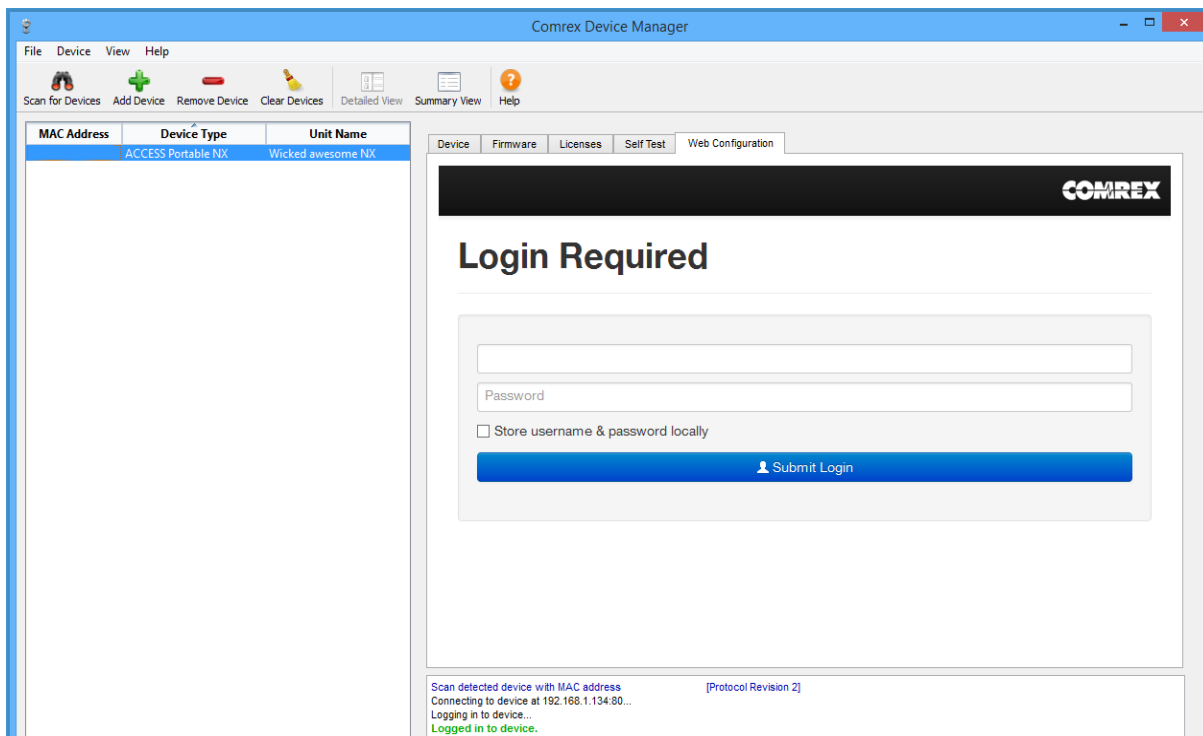 Comrex Device Manager
File Device View Help
Scan for Devices Add Device Remove Device Clear Devices Detailed View Summary View Help
MAC Address Device Type Unit Name
ACCESS Portable NX Wicked awesome NX
Device Firmware Licenses Self Test Web Configuration
COMREX
Login Required
Password
Store username & password locally
Submit Login
Scan detected device with MAC address [Protocol Revision 2]
Connecting to device at 192.168.1.134:80...
Logging in to device...
Logged in to device.